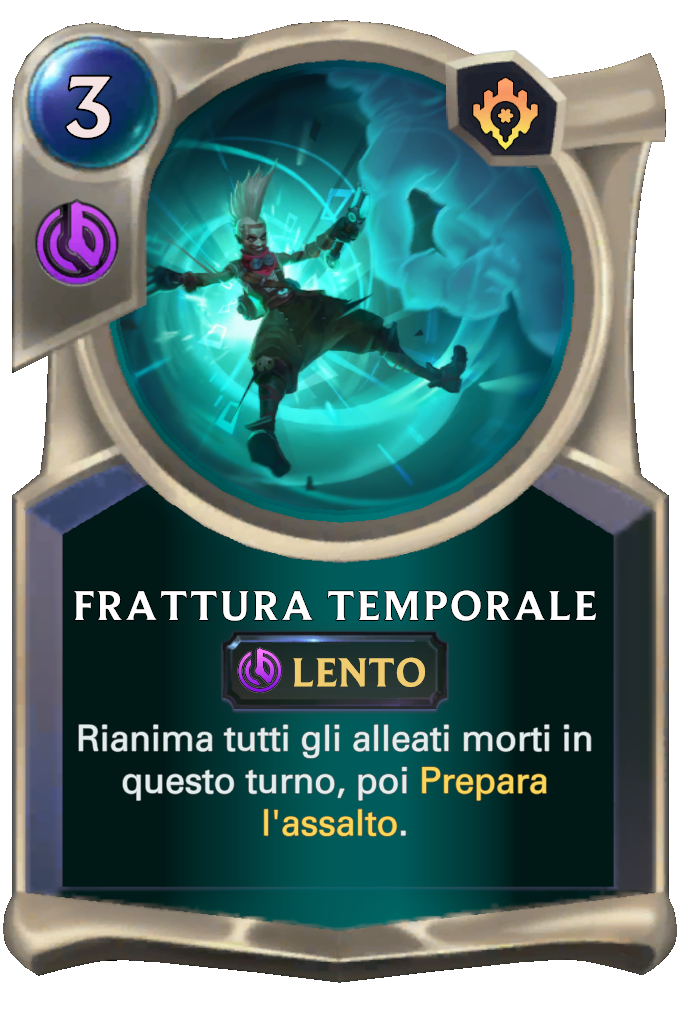 3
FRATTURA TEMPORALE
LENTO
Rianima tutti gli alleati morti in
questo turno, poi Prepara
l'assalto.